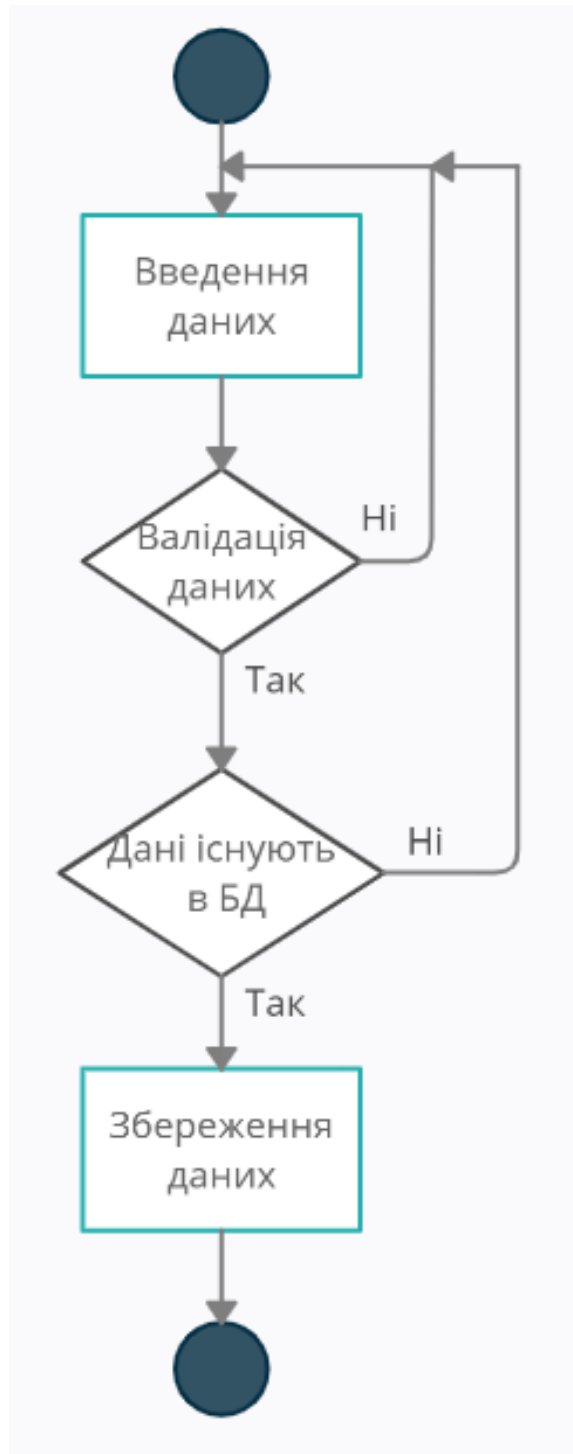 Введення
даних
Валідація
даних
Ні
Так
Дані існують
в БД
Ні
Так
Збереження
даних